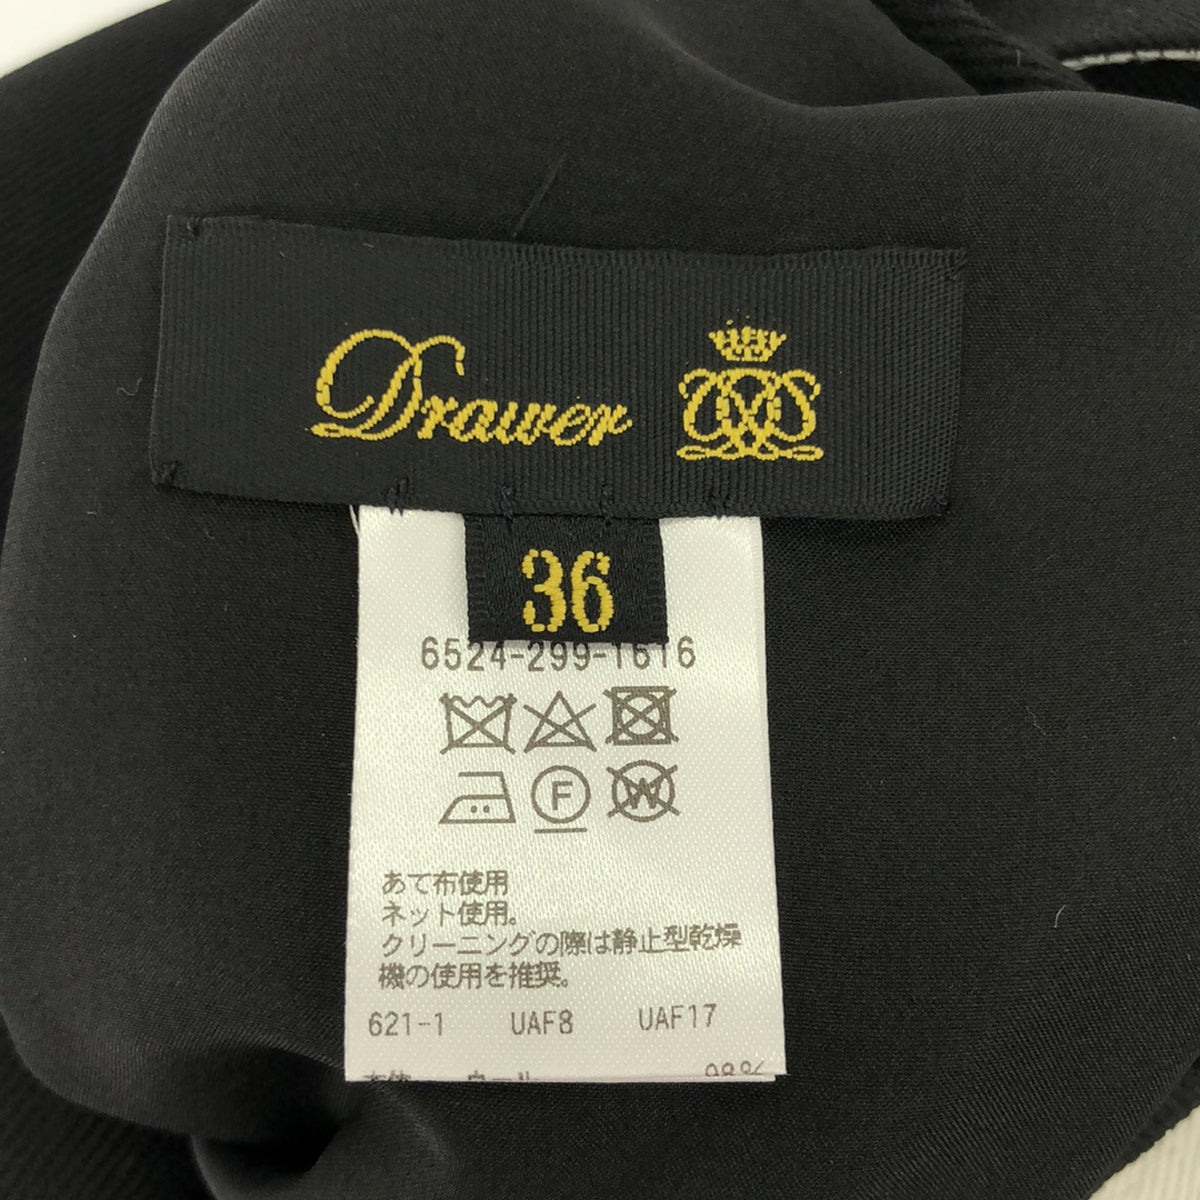 Drawer
36
6524-299-1616
F W
あて布使用
ネット使用。
クリーニングの際は静止型乾燥
機の使用を推奨。
621-1 UAF8 UAF17